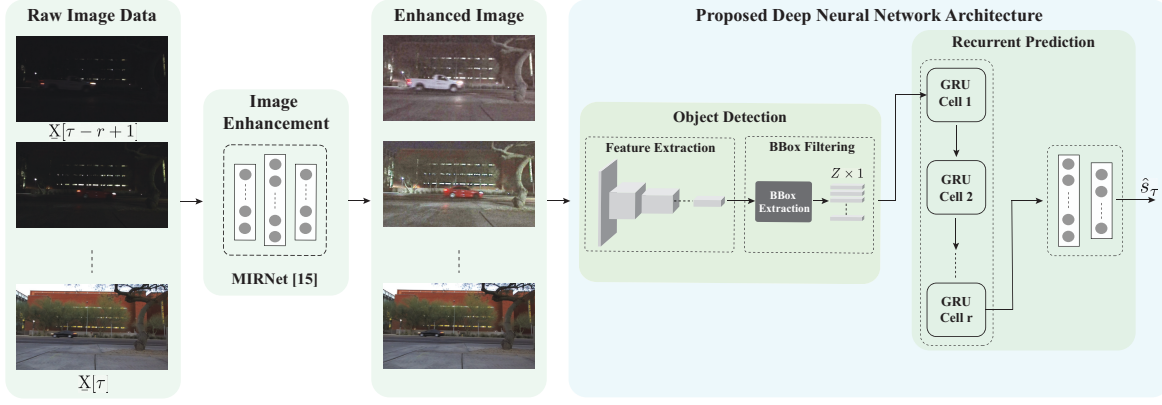 Raw Image Data
X[τ − r + 1]
X[τ]
Image
Enhancement
MIRNet [15]
Enhanced Image
Proposed Deep Neural Network Architecture
Object Detection
Feature Extraction
BBox Filtering
BBox
Extraction
Z × 1
Recurrent Prediction
GRU
Cell 1
GRU
Cell 2
GRU
Cell r
ŝτ